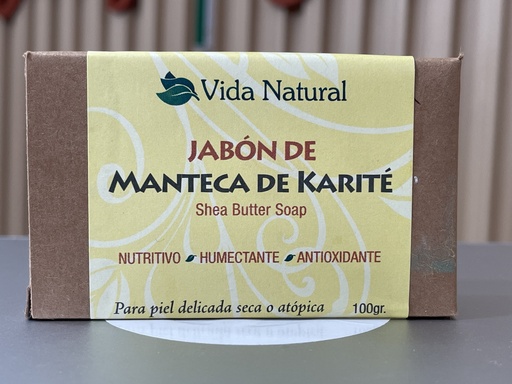 Vida Natural
JABÓN DE
MANTECA DE KARITÉ
Shea Butter Soap
NUTRITIVO HUMECTANTE ANTIOXIDANTE
Para piel delicada seca o atópica 100gr.